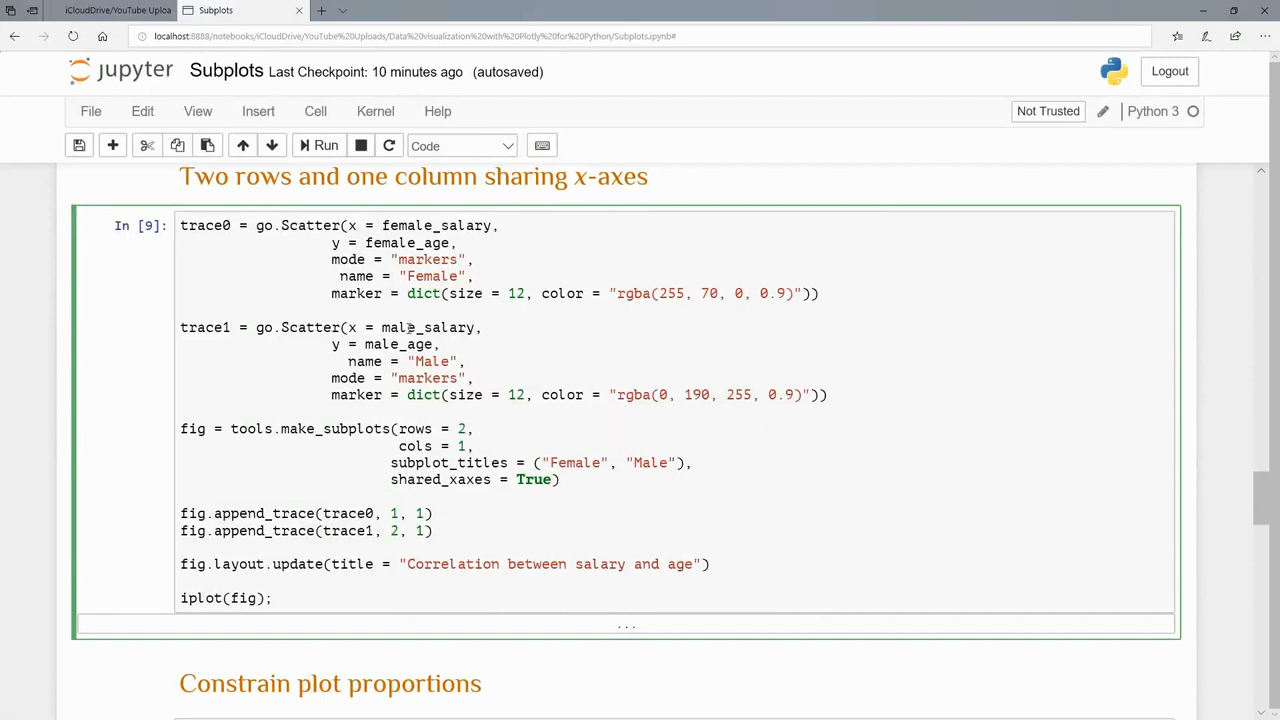 iCloudDrive/YouTube Uploa
Subplots
localhost:8888/notebooks/iCloudDrive/YouTube%20Uploads/Data%20visualization%20with%20Plotly%20for%20Python/Subplots.ipynb#
jupyter Subplots Last Checkpoint: 10 minutes ago (autosaved) Logout
File Edit View Insert Cell Kernel Help Not Trusted Python 3
Run Code
Two rows and one column sharing x-axes
In [9]: trace0 = go.Scatter(x = female_salary,
y = female_age,
mode = "markers",
name = "Female",
marker = dict(size = 12, color = "rgba(255, 70, 0, 0.9)"))
trace1 = go.Scatter(x = male_salary,
y = male_age,
name = "Male",
mode = "markers",
marker = dict(size = 12, color = "rgba(0, 190, 255, 0.9)"))
fig = tools.make_subplots(rows = 2,
cols = 1,
subplot_titles = ("Female", "Male"),
shared_xaxes = True)
fig.append_trace(trace0, 1, 1)
fig.append_trace(trace1, 2, 1)
fig.layout.update(title = "Correlation between salary and age")
iplot(fig);
...
Constrain plot proportions